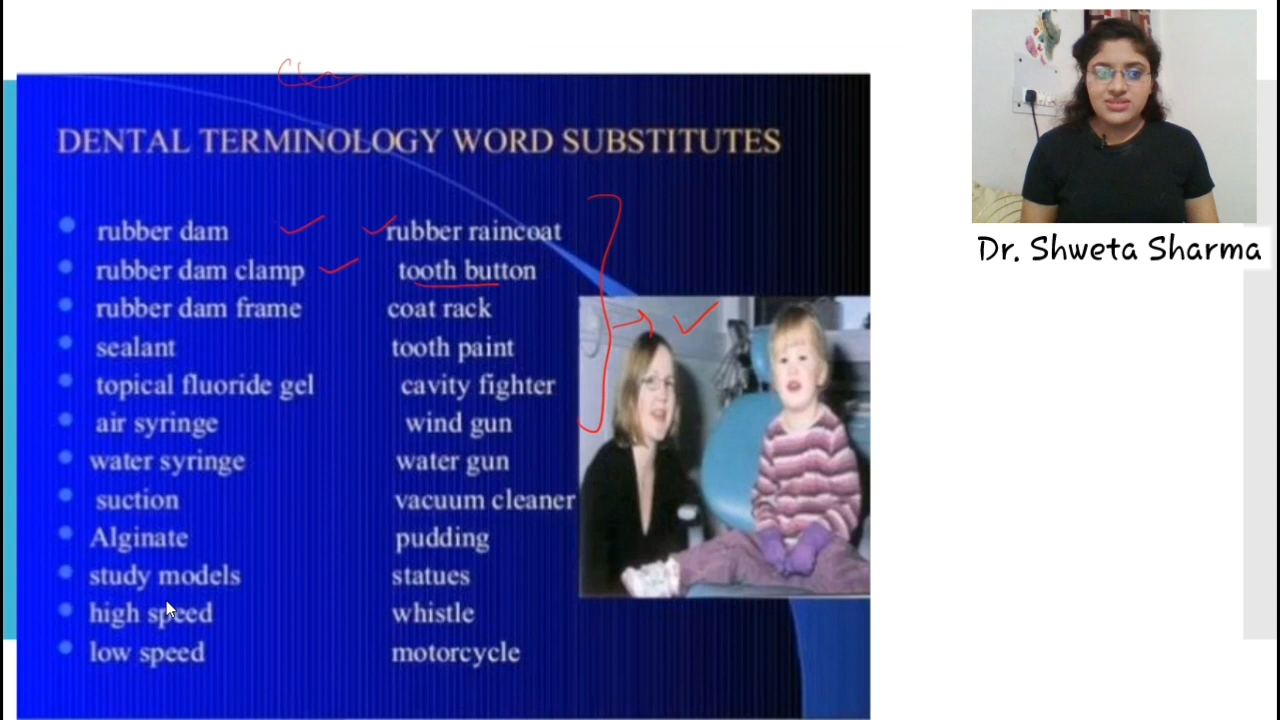 DENTAL TERMINOLOGY WORD SUBSTITUTES
rubber dam rubber raincoat
rubber dam clamp tooth button
rubber dam frame coat rack
sealant tooth paint
topical fluoride gel cavity fighter
air syringe wind gun
water syringe water gun
suction vacuum cleaner
Alginate pudding
study models statues
high speed whistle
low speed motorcycle
Dr. Shweta Sharma